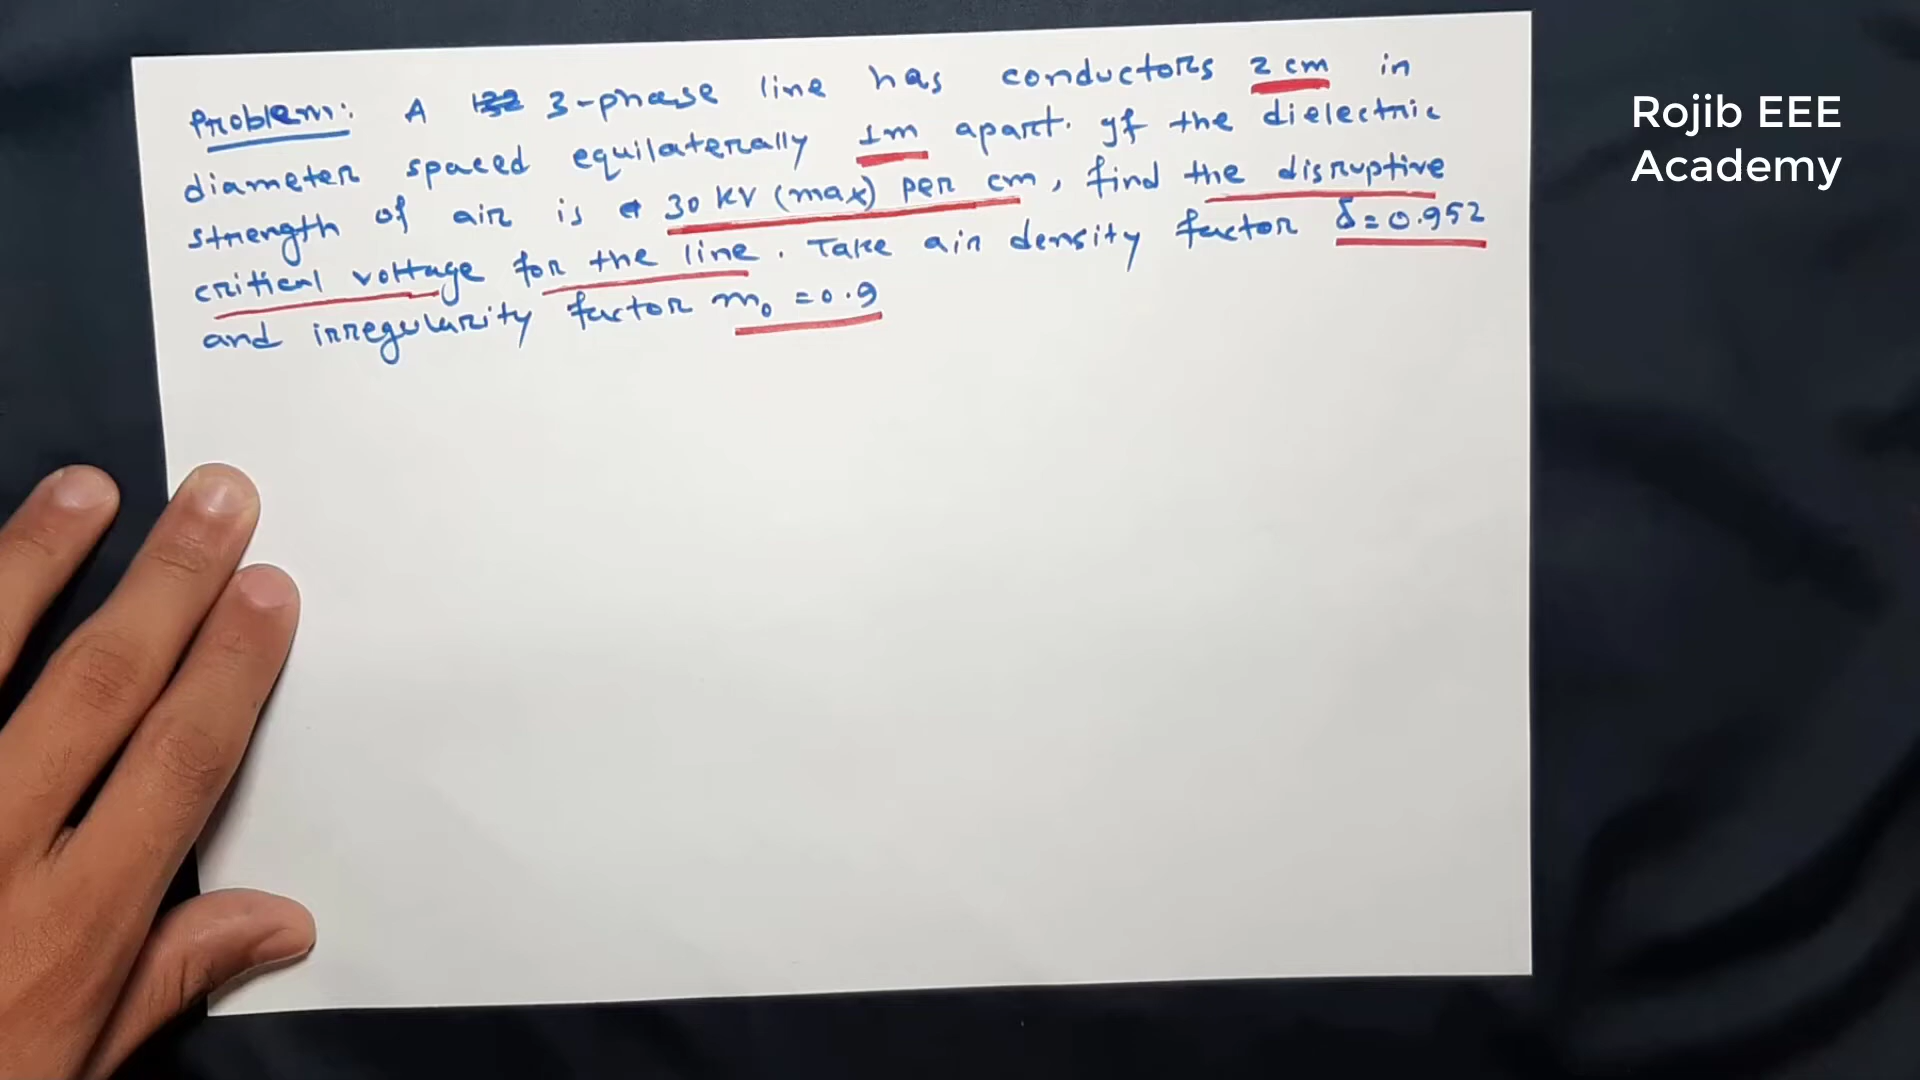 Problem: A 3-phase line has conductors 2 cm in
diameter spaced equilaterally 1m apart. If the dielectric
strength of air is 30 kV (max) per cm, find the disruptive
critical voltage for the line. Take air density factor δ=0.952
and irregularity factor m₀ =0.9
Rojib EEE
Academy